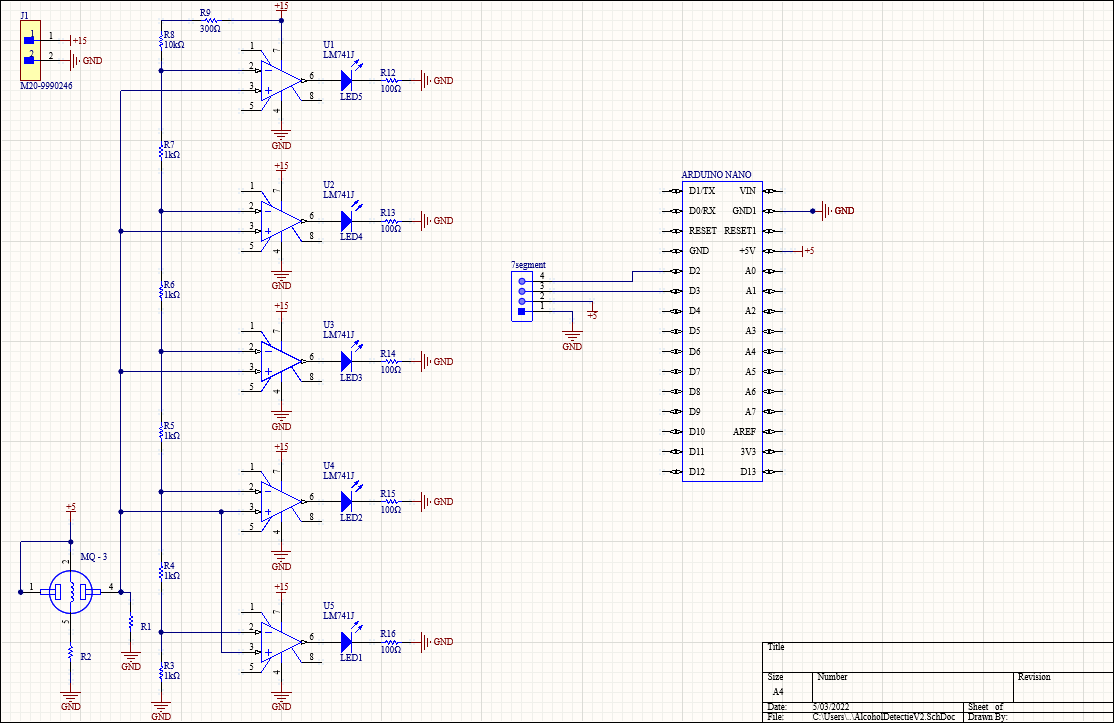 J1
1 1 +15
2 2 GND
M20-9990246
+15
R9
300Ω
R8
10kΩ
1
2
3
5
7
4
6
8
U1
LM741J
LED5
R12
100Ω
GND
GND
R7
1kΩ
+15
1
2
3
5
7
4
6
8
U2
LM741J
LED4
R13
100Ω
GND
GND
R6
1kΩ
+15
1
2
3
5
7
4
6
8
U3
LM741J
LED3
R14
100Ω
GND
GND
R5
1kΩ
+15
1
2
3
5
7
4
6
8
U4
LM741J
LED2
R15
100Ω
GND
GND
R4
1kΩ
+15
1
2
3
5
7
4
6
8
U5
LM741J
LED1
R16
100Ω
GND
GND
R3
1kΩ
GND
+5
MQ - 3
2
1
4
5
R1
GND
R2
GND
7segment
4
3
2
1
+5
GND
ARDUINO NANO
D1/TX VIN
D0/RX GND1 GND
RESET RESET1
GND +5V +5
D2 A0
D3 A1
D4 A2
D5 A3
D6 A4
D7 A5
D8 A6
D9 A7
D10 AREF
D11 3V3
D12 D13
Title
Size Number Revision
A4
Date: 5/03/2022 Sheet of
File: C:\Users\..\AlcoholDetectieV2.SchDoc Drawn By: